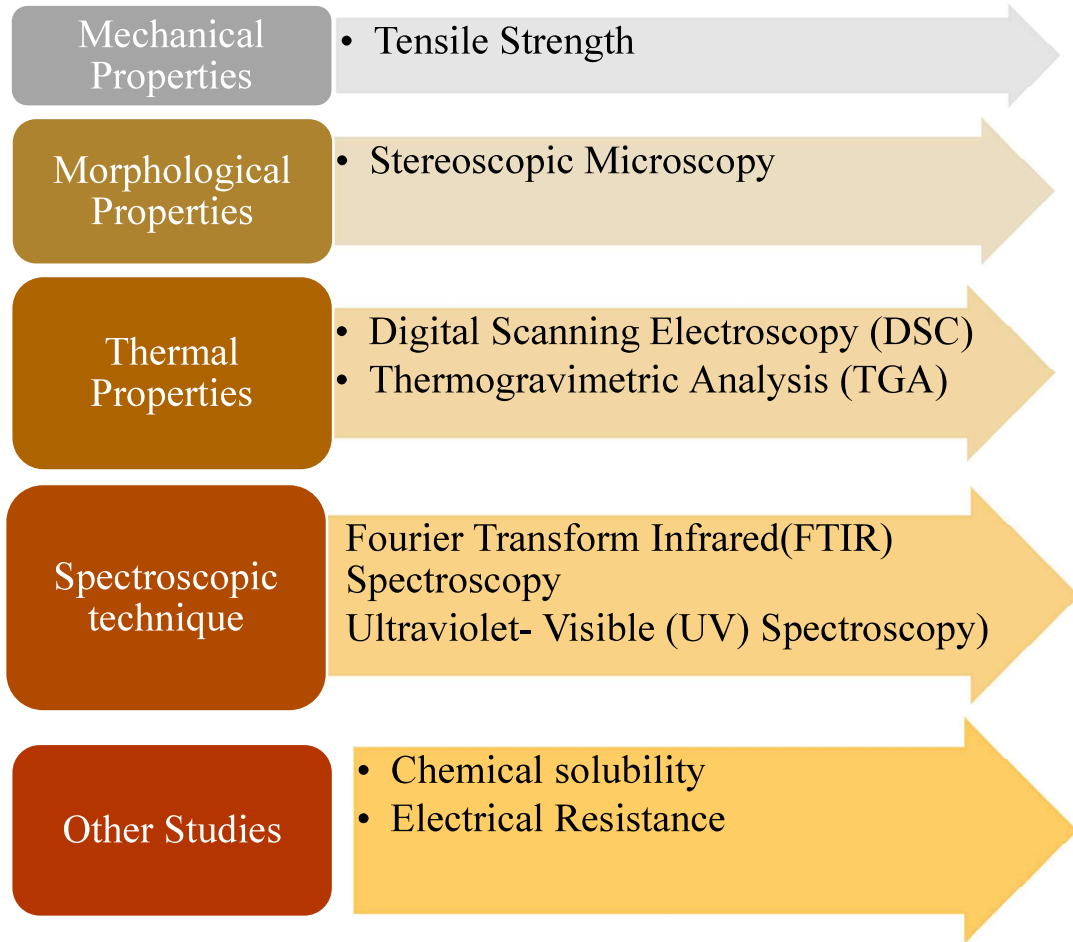 Mechanical
Properties
• Tensile Strength
Morphological
Properties
• Stereoscopic Microscopy
Thermal
Properties
• Digital Scanning Electroscopy (DSC)
• Thermogravimetric Analysis (TGA)
Spectroscopic
technique
Fourier Transform Infrared(FTIR)
Spectroscopy
Ultraviolet- Visible (UV) Spectroscopy)
Other Studies
• Chemical solubility
• Electrical Resistance